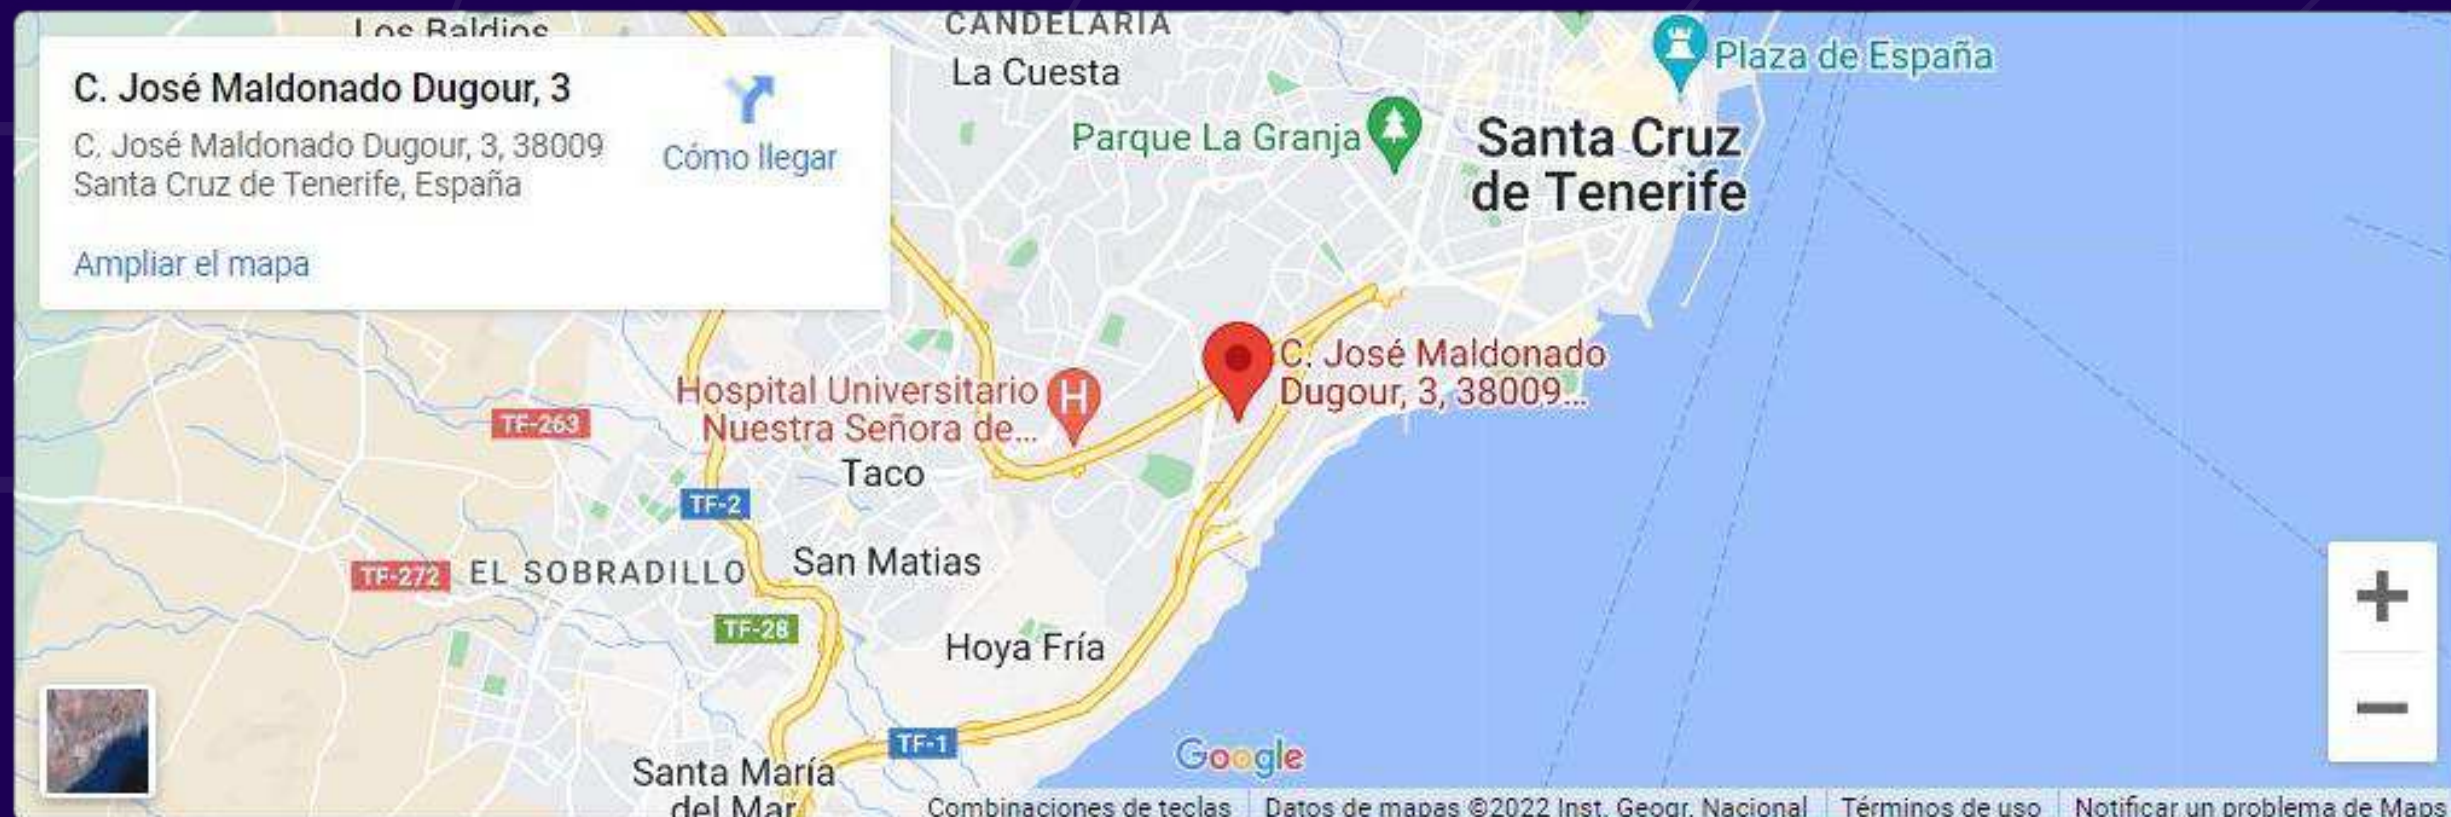 Los Baldios
C. José Maldonado Dugour, 3
C. José Maldonado Dugour, 3, 38009
Santa Cruz de Tenerife, España
Cómo llegar
Ampliar el mapa
CANDELARIA
La Cuesta
Plaza de España
Parque La Granja
Santa Cruz
de Tenerife
C. José Maldonado
Dugour, 3, 38009...
Hospital Universitario
Nuestra Señora de...
H
TF-263
Taco
TF-2
San Matias
TF-272
EL SOBRADILLO
TF-28
Hoya Fría
TF-1
Santa María
del Mar
Google
Combinaciones de teclas
Datos de mapas ©2022 Inst. Geogr. Nacional
Términos de uso
Notificar un problema de Maps